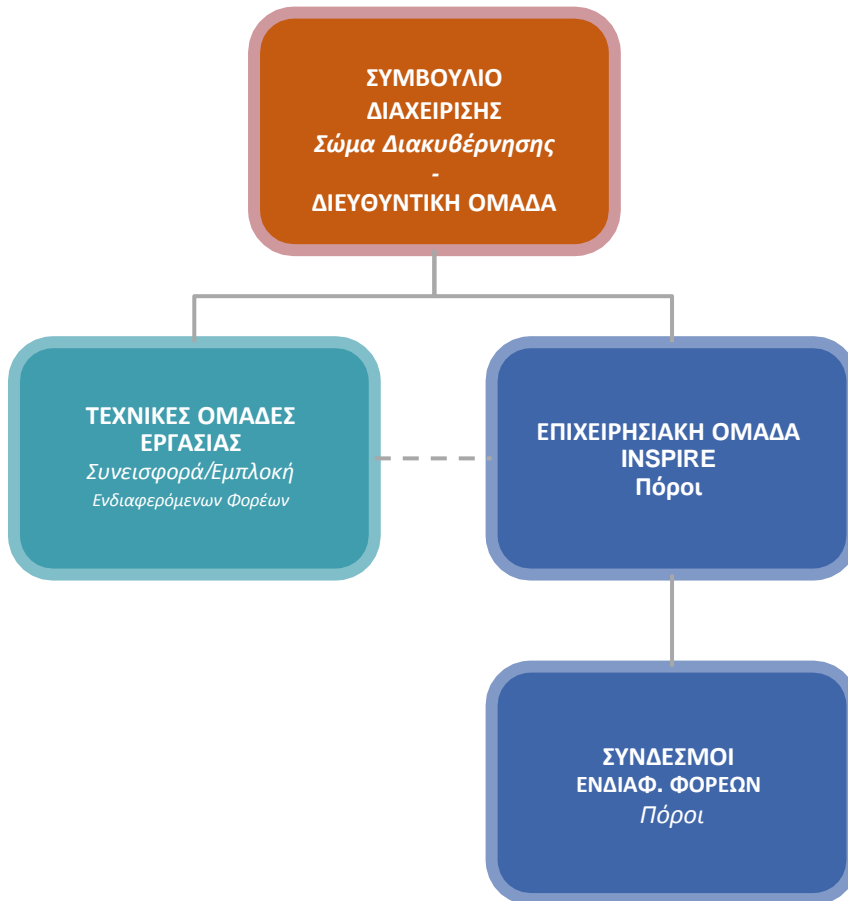 ΣΥΜΒΟΥΛΙΟ
ΔΙΑΧΕΙΡΙΣΗΣ
Σώμα Διακυβέρνησης
-
ΔΙΕΥΘΥΝΤΙΚΗ ΟΜΑΔΑ
ΤΕΧΝΙΚΕΣ ΟΜΑΔΕΣ
ΕΡΓΑΣΙΑΣ
Συνεισφορά/Εμπλοκή
Ενδιαφερόμενων Φορέων
ΕΠΙΧΕΙΡΗΣΙΑΚΗ ΟΜΑΔΑ
INSPIRE
Πόροι
ΣΥΝΔΕΣΜΟΙ
ΕΝΔΙΑΦ. ΦΟΡΕΩΝ
Πόροι